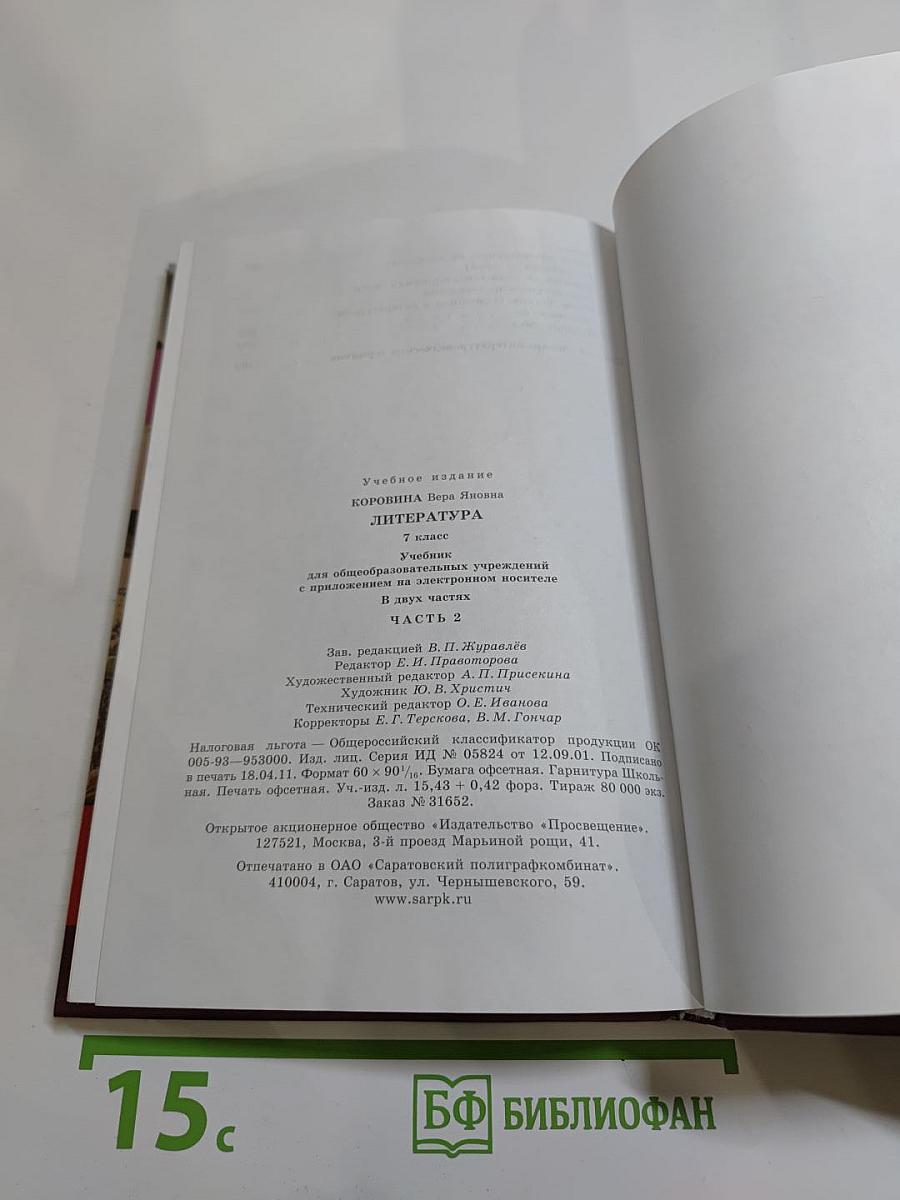 Учебное издание
КОРОВИНА Вера Яновна
ЛИТЕРАТУРА
7 класс
Учебник
для общеобразовательных учреждений
с приложением на электронном носителе
В двух частях
ЧАСТЬ 2
Зав. редакцией В. П. Журавлёв
Редактор Е. И. Правоторова
Художественный редактор А. П. Присекина
Художник Ю. В. Христич
Технический редактор О. Е. Иванова
Корректоры Е. Г. Терскова, В. М. Гончар
Налоговая льгота — Общероссийский классификатор продукции ОК
005-93—953000. Изд. лиц. Серия ИД № 05824 от 12.09.01. Подписано
в печать 18.04.11. Формат 60 × 90 1/16. Бумага офсетная. Гарнитура Школь-
ная. Печать офсетная. Уч.-изд. л. 15,43 + 0,42 форз. Тираж 80 000 экз.
Заказ № 31652.
Открытое акционерное общество «Издательство «Просвещение».
127521, Москва, 3-й проезд Марьиной рощи, 41.
Отпечатано в ОАО «Саратовский полиграфкомбинат».
410004, г. Саратов, ул. Чернышевского, 59.
www.sarpk.ru
15 с
БФ БИБЛИОФАН